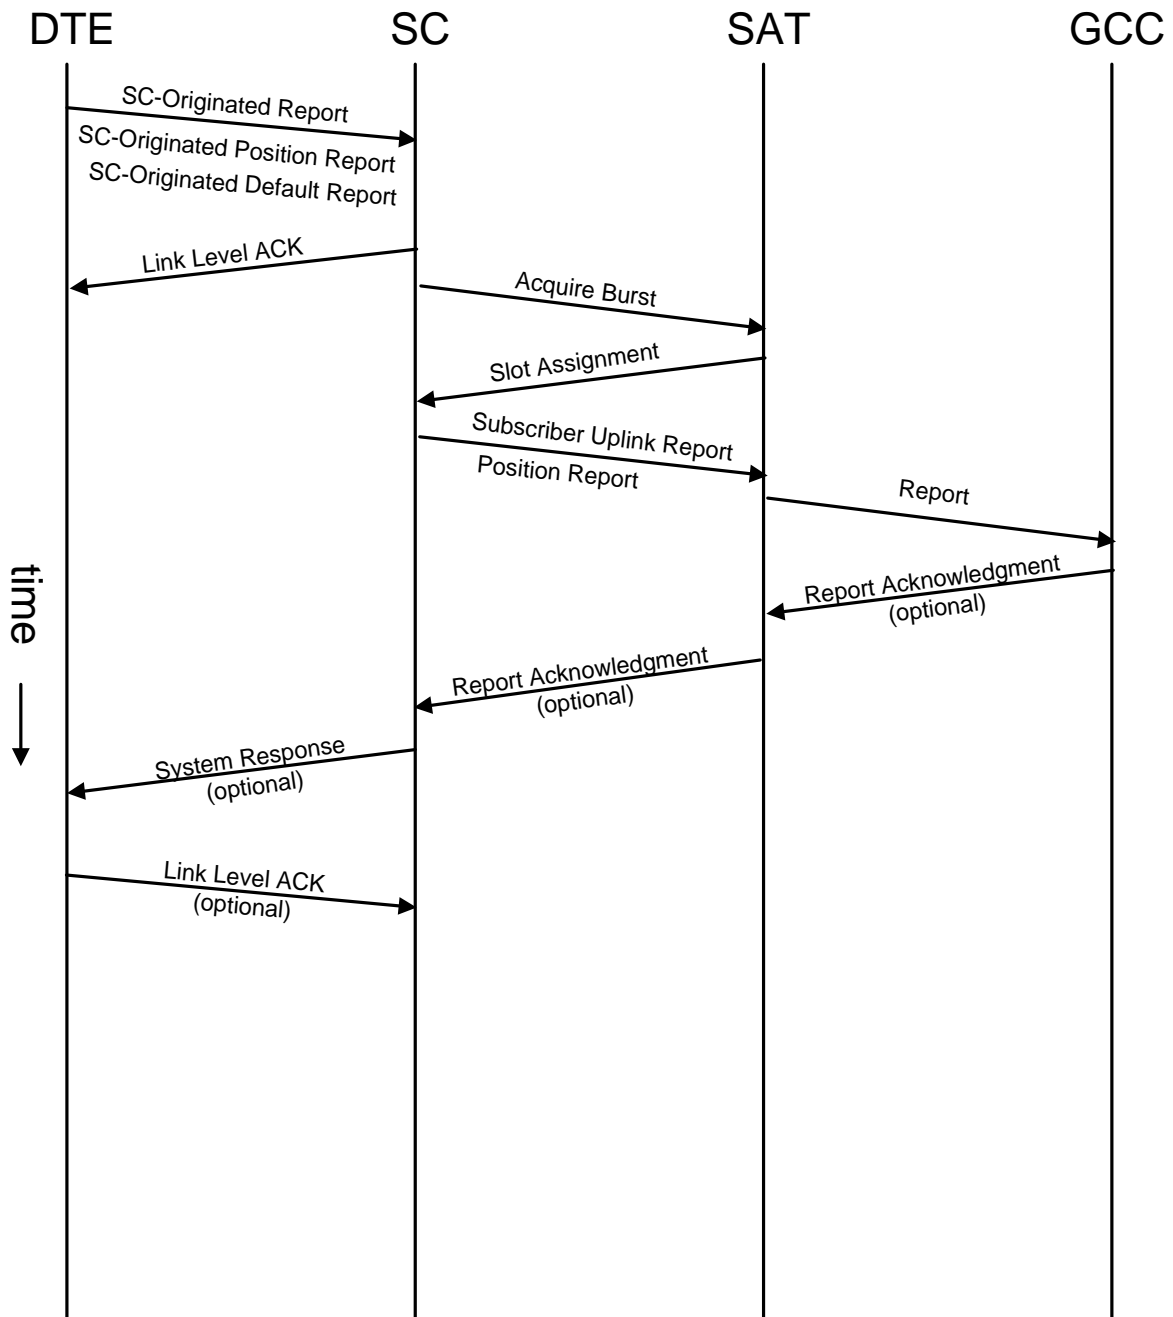 DTE
SC
SAT
GCC
SC-Originated Report
SC-Originated Position Report
SC-Originated Default Report
Link Level ACK
Acquire Burst
Slot Assignment
Subscriber Uplink Report
Position Report
Report
Report Acknowledgment
(optional)
time
Report Acknowledgment
(optional)
System Response
(optional)
Link Level ACK
(optional)